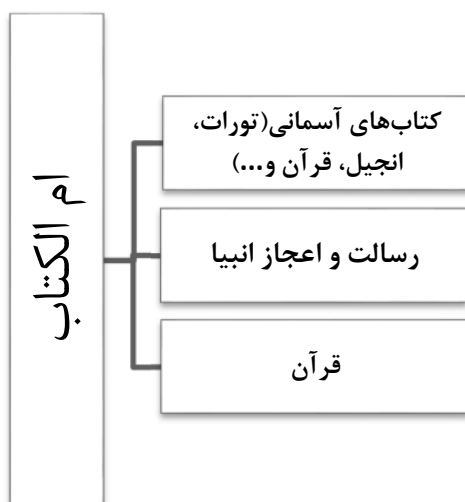 ام الکتاب
کتاب‌های آسمانی(تورات،
انجیل، قرآن و...)
رسالت و اعجاز انبیا
قرآن